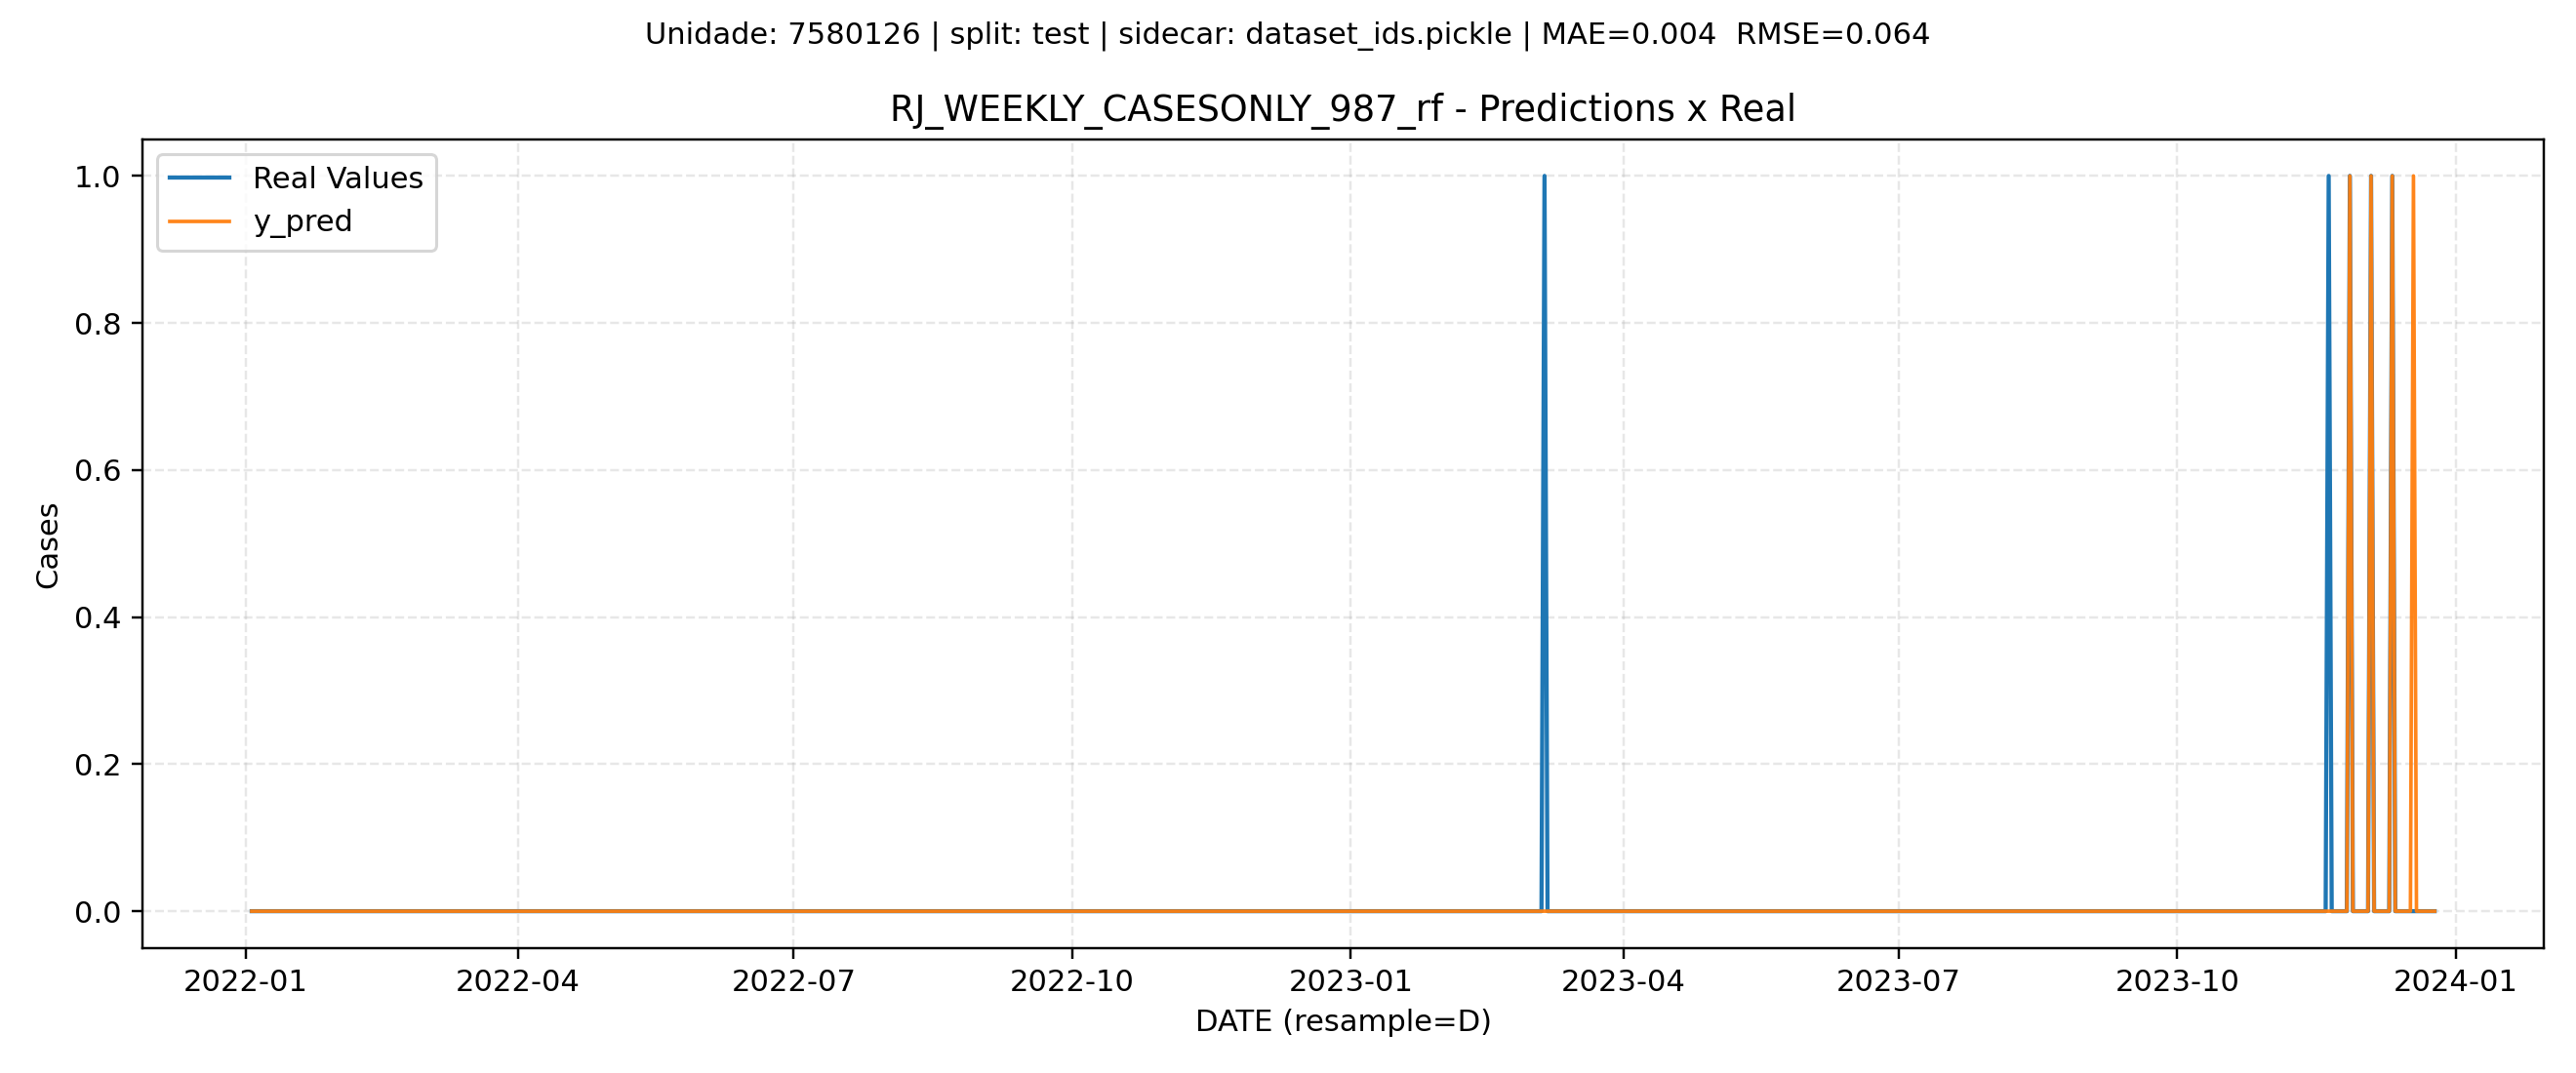 Unidade: 7580126 | split: test | sidecar: dataset_ids.pickle | MAE=0.004  RMSE=0.064
RJ_WEEKLY_CASESONLY_987_rf - Predictions x Real
Real Values
y_pred
1.0
0.8
0.6
0.4
0.2
0.0
Cases
2022-01 2022-04 2022-07 2022-10 2023-01 2023-04 2023-07 2023-10 2024-01
DATE (resample=D)